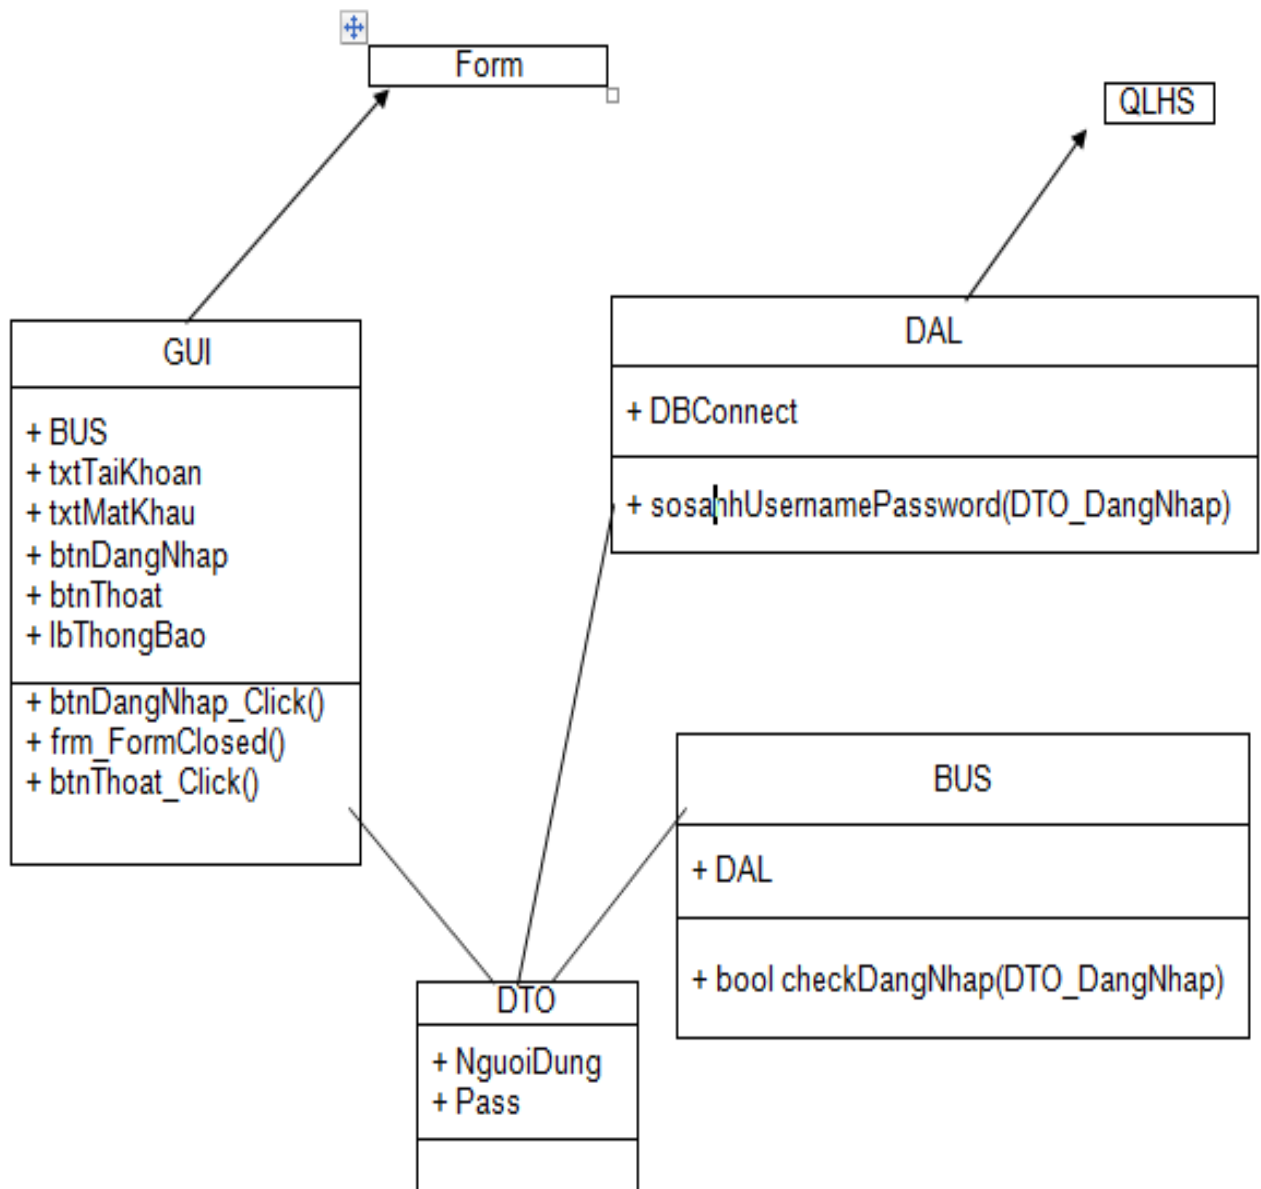 Form
QLHS
GUI
+ BUS
+ txtTaiKhoan
+ txtMatKhau
+ btnDangNhap
+ btnThoat
+ lbThongBao
+ btnDangNhap_Click()
+ frm_FormClosed()
+ btnThoat_Click()
DAL
+ DBConnect
+ sosanhUsernamePassword(DTO_DangNhap)
BUS
+ DAL
+ bool checkDangNhap(DTO_DangNhap)
DTO
+ NguoiDung
+ Pass